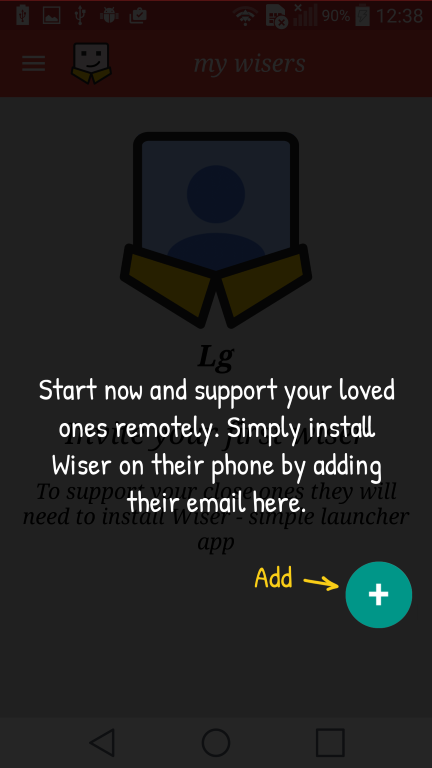 90% 12:38
my wisers
Lg
Start now and support your loved
ones remotely. Simply install
Invite your first wiser
Wiser on their phone by adding
To support your close ones they will
their email here.
need to install Wiser - simple launcher
app
Add
+